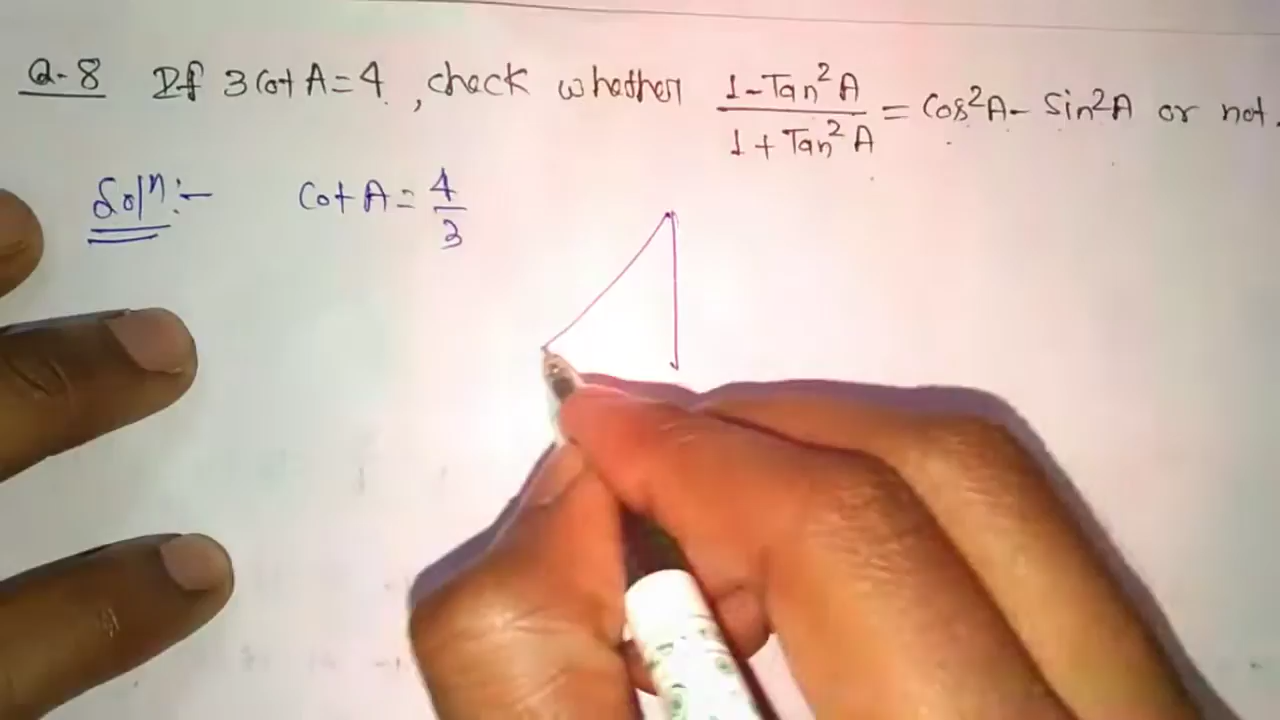 Q-8 If 3 Cot A = 4, check whether 1-Tan²A / 1+Tan²A = Cos²A - Sin²A or not.
Solⁿ:- Cot A = 4/3